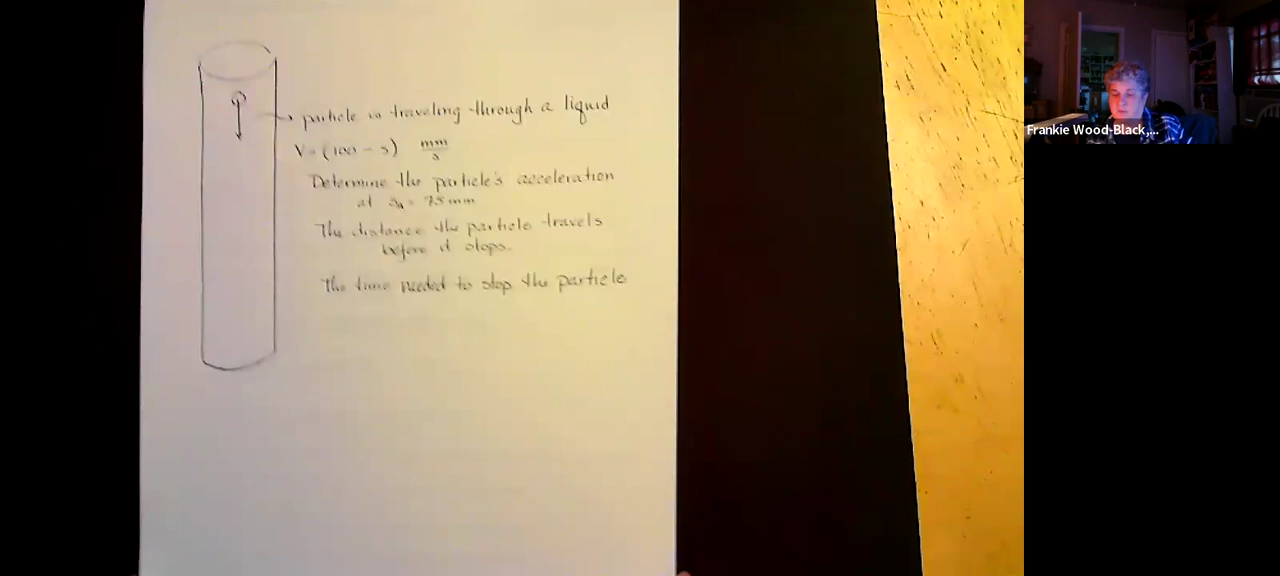 particle is traveling through a liquid
V = (100 - s) mm/s
Determine the particle's acceleration
at sA = 75 mm
The distance the particle travels
before it stops.
The time needed to stop the particle
Frankie Wood-Black,...